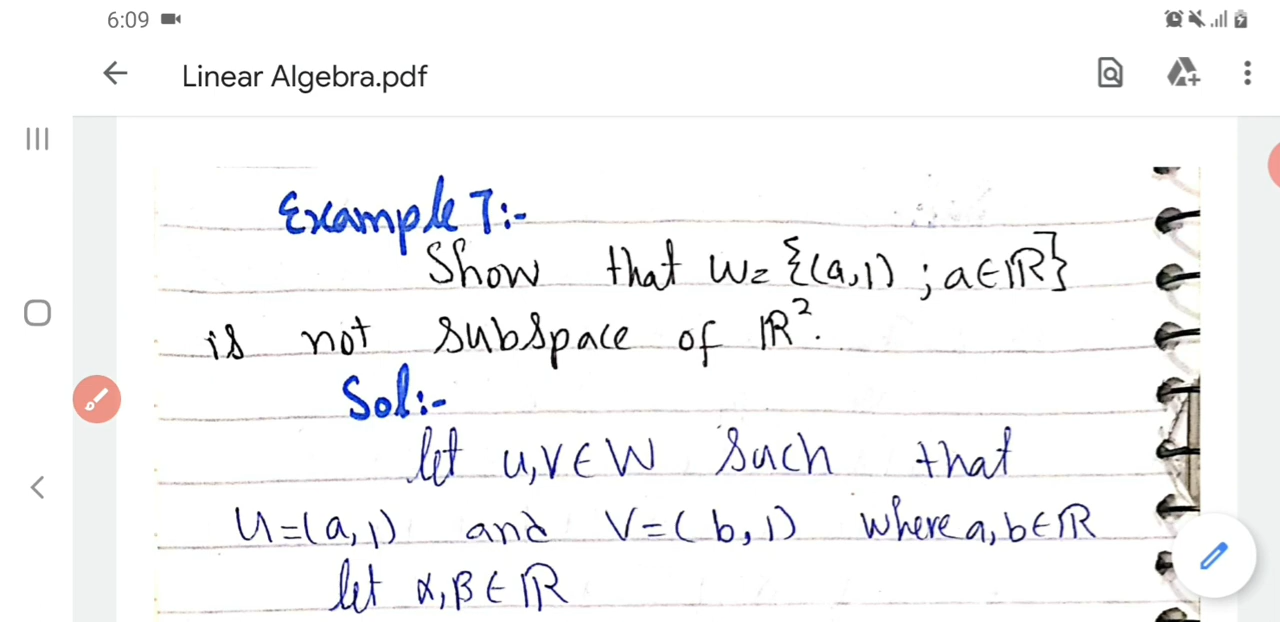 6:09
Linear Algebra.pdf
Example 7:-
Show that W= {(a,1) ; a∈ℝ}
is not subspace of ℝ².
Sol:-
let u,v∈W such that
u=(a,1) and v=(b,1) where a,b∈ℝ
let α,β∈ℝ